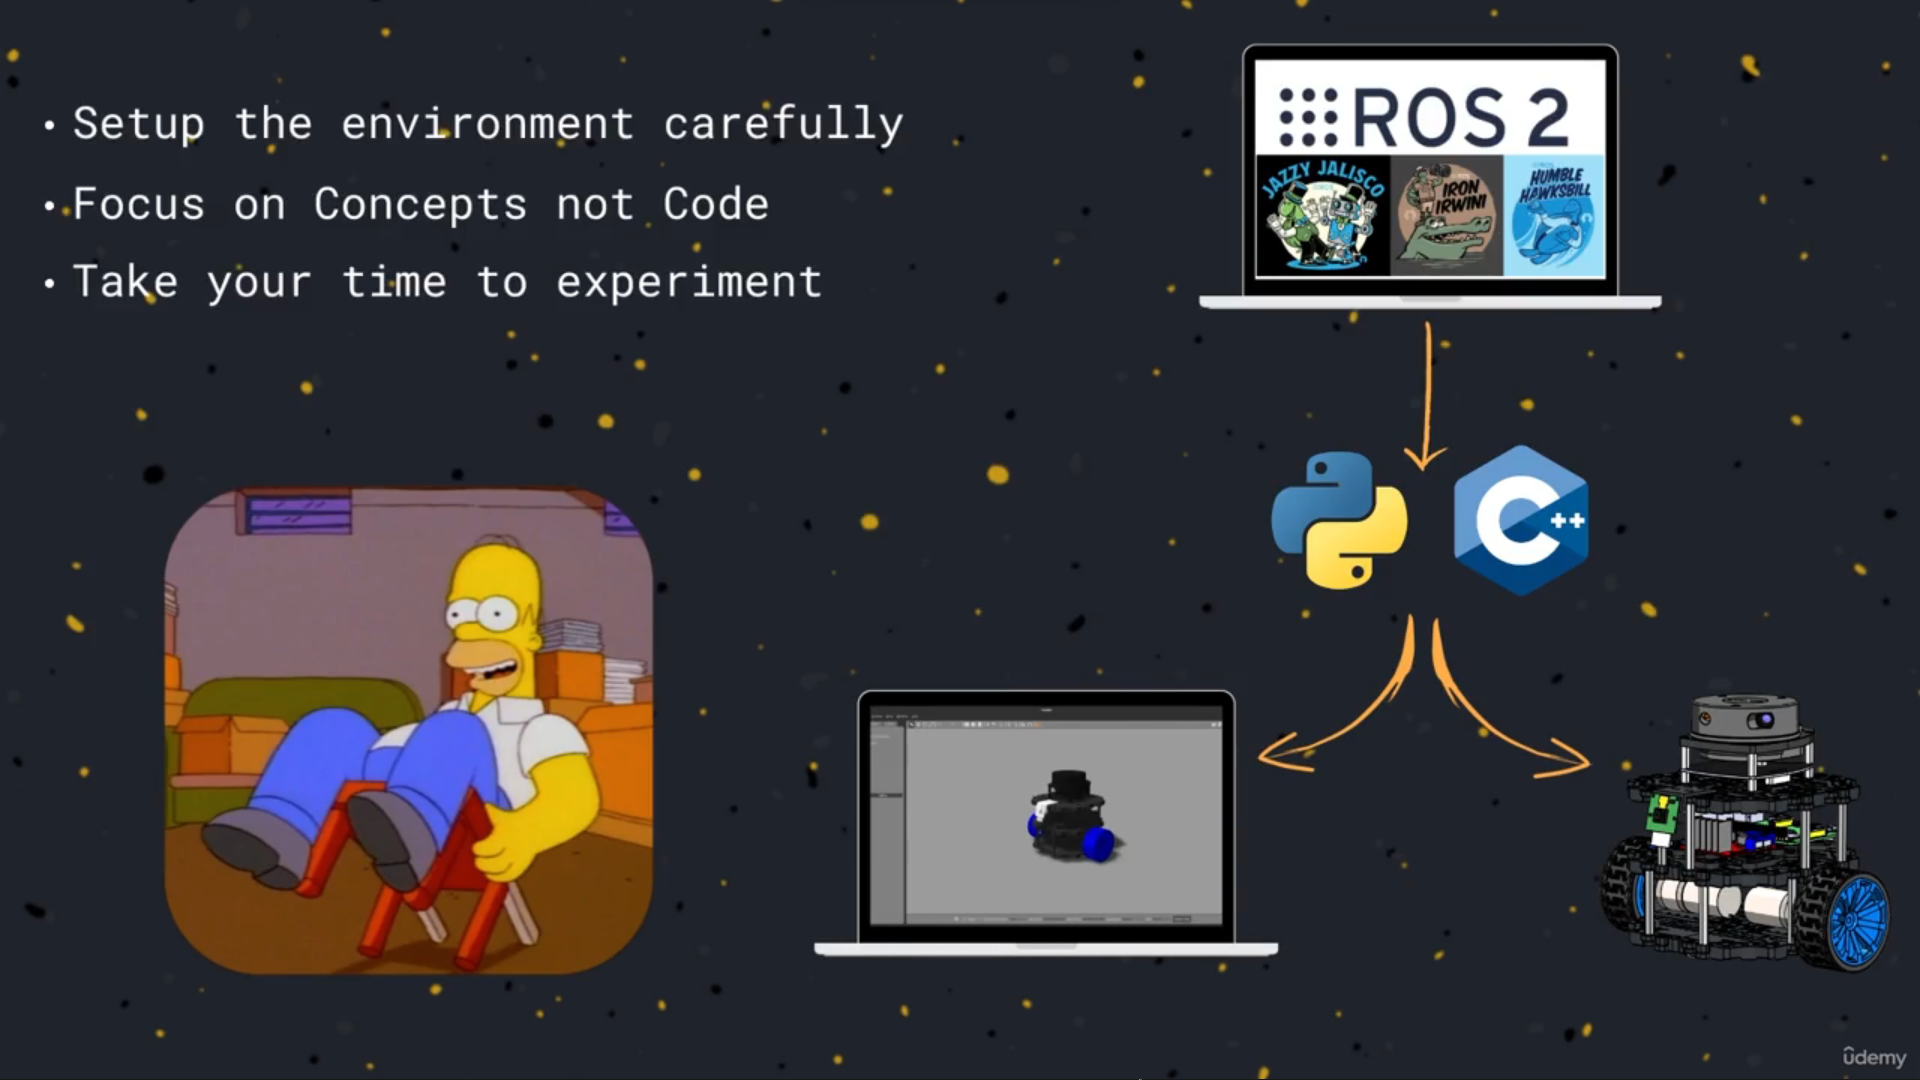 • Setup the environment carefully
• Focus on Concepts not Code
• Take your time to experiment
ROS 2
JAZZY JALISCO
IRON
IRWINI
HUMBLE
HAWKSBILL
C++
udemy